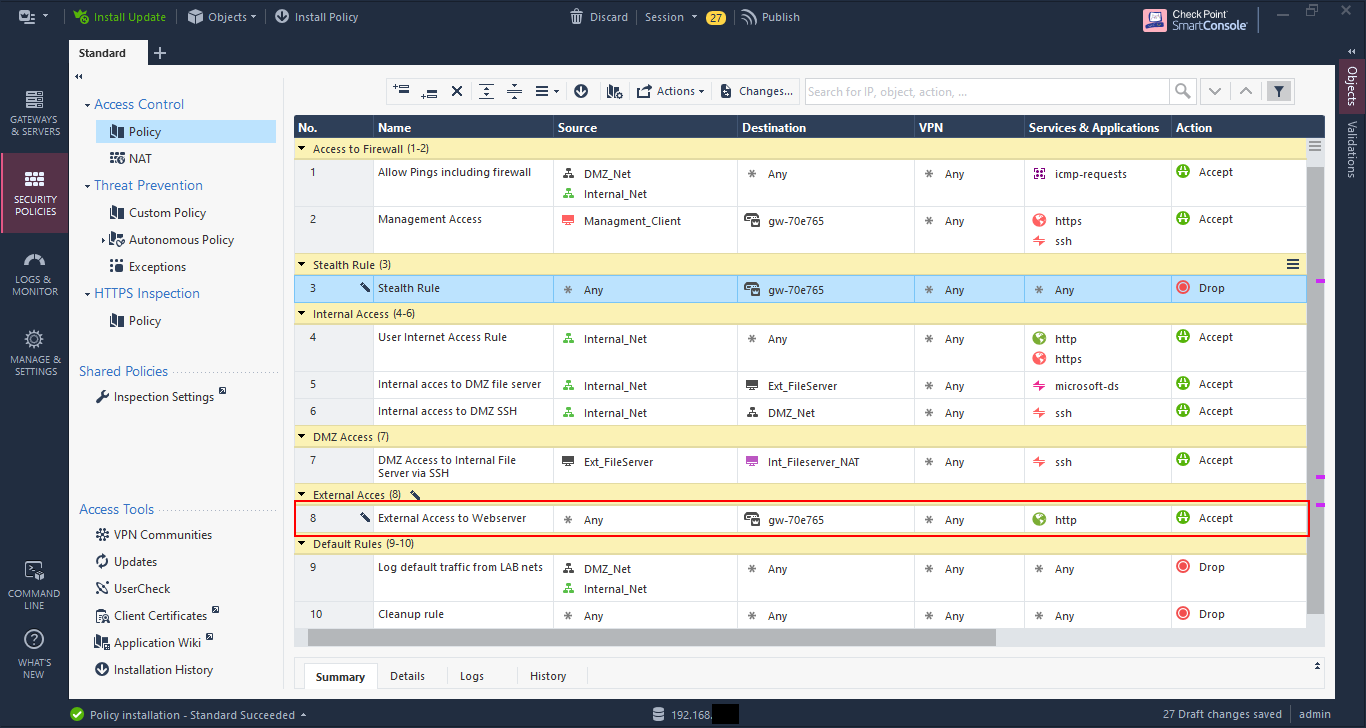 Install Update Objects Install Policy Discard Session 27 Publish Check Point SmartConsole
Standard
Objects
Validations
GATEWAYS & SERVERS
SECURITY POLICIES
LOGS & MONITOR
MANAGE & SETTINGS
COMMAND LINE
WHAT'S NEW
Access Control
Policy
NAT
Threat Prevention
Custom Policy
Autonomous Policy
Exceptions
HTTPS Inspection
Policy
Shared Policies
Inspection Settings
Access Tools
VPN Communities
Updates
UserCheck
Client Certificates
Application Wiki
Installation History
Actions Changes... Search for IP, object, action, ...
No. Name Source Destination VPN Services & Applications Action
Access to Firewall (1-2)
1 Allow Pings including firewall DMZ_Net Any Any icmp-requests Accept
Internal_Net
2 Management Access Managment_Client gw-70e765 Any https Accept
ssh
Stealth Rule (3)
3 Stealth Rule Any gw-70e765 Any Any Drop
Internal Access (4-6)
4 User Internet Access Rule Internal_Net Any Any http Accept
https
5 Internal acces to DMZ file server Internal_Net Ext_FileServer Any microsoft-ds Accept
6 Internal access to DMZ SSH Internal_Net DMZ_Net Any ssh Accept
DMZ Access (7)
7 DMZ Access to Internal File Ext_FileServer Int_Fileserver_NAT Any ssh Accept
Server via SSH
External Acces (8)
8 External Access to Webserver Any gw-70e765 Any http Accept
Default Rules (9-10)
9 Log default traffic from LAB nets DMZ_Net Any Any Any Drop
Internal_Net
10 Cleanup rule Any Any Any Any Drop
Summary Details Logs History
Policy installation - Standard Succeeded 192.168. 27 Draft changes saved admin